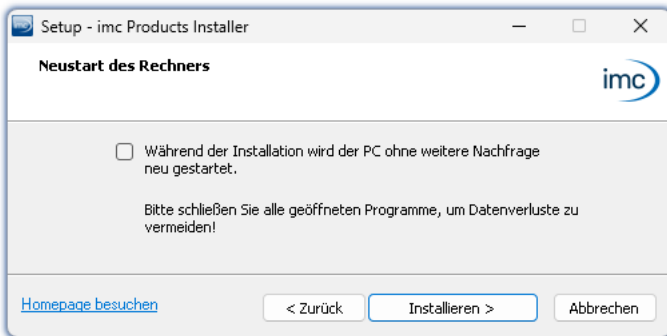 Setup - imc Products Installer
Neustart des Rechners
imc
Während der Installation wird der PC ohne weitere Nachfrage
neu gestartet.
Bitte schließen Sie alle geöffneten Programme, um Datenverluste zu
vermeiden!
Homepage besuchen
< Zurück
Installieren >
Abbrechen